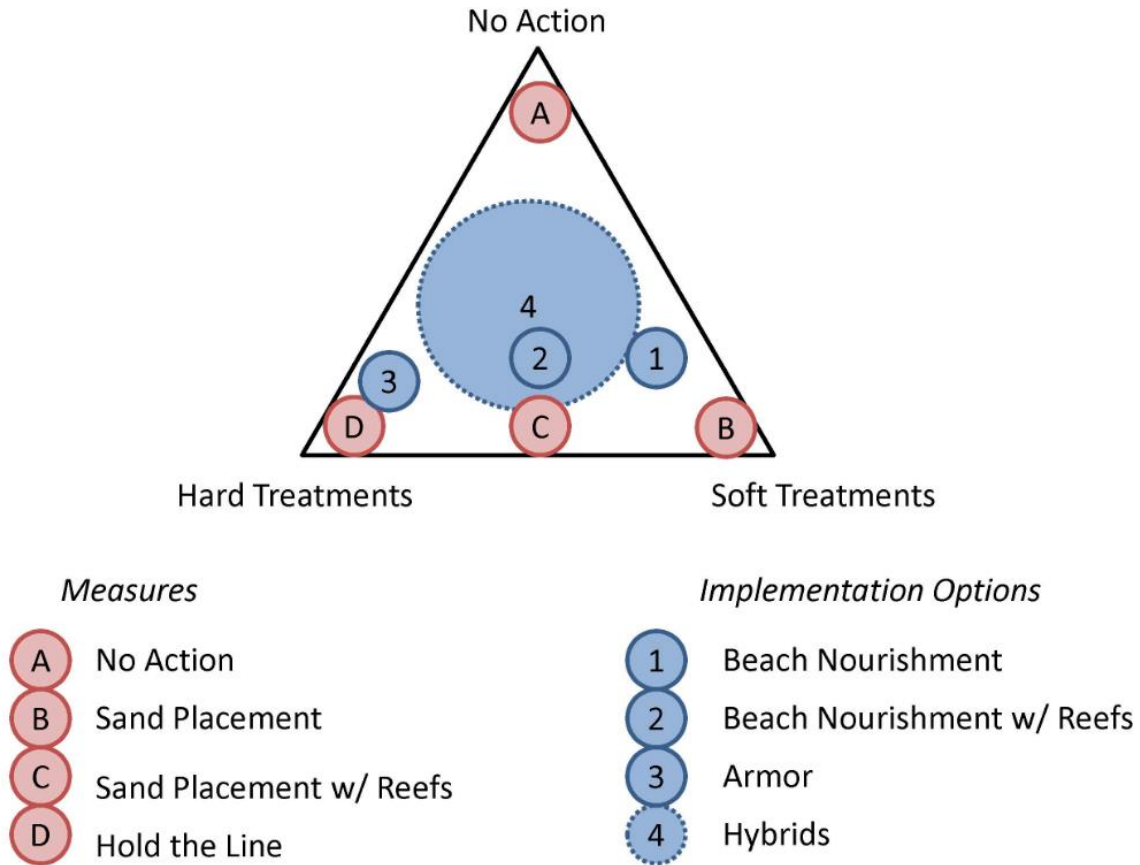 No Action
A
4
2
1
3
D
C
B
Hard Treatments
Soft Treatments
Measures
A No Action
B Sand Placement
C Sand Placement w/ Reefs
D Hold the Line
Implementation Options
1 Beach Nourishment
2 Beach Nourishment w/ Reefs
3 Armor
4 Hybrids